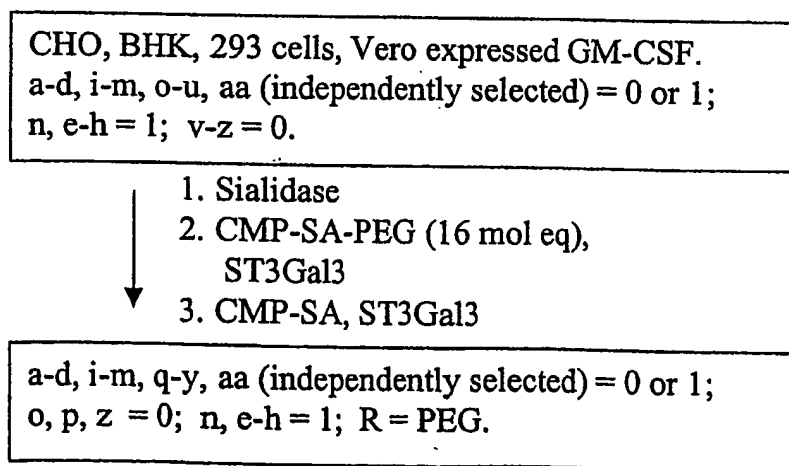 CHO, BHK, 293 cells, Vero expressed GM-CSF.
a-d, i-m, o-u, aa (independently selected) = 0 or 1;
n, e-h = 1; v-z = 0.
1. Sialidase
2. CMP-SA-PEG (16 mol eq),
ST3Gal3
3. CMP-SA, ST3Gal3
a-d, i-m, q-y, aa (independently selected) = 0 or 1;
o, p, z = 0; n, e-h = 1; R = PEG.